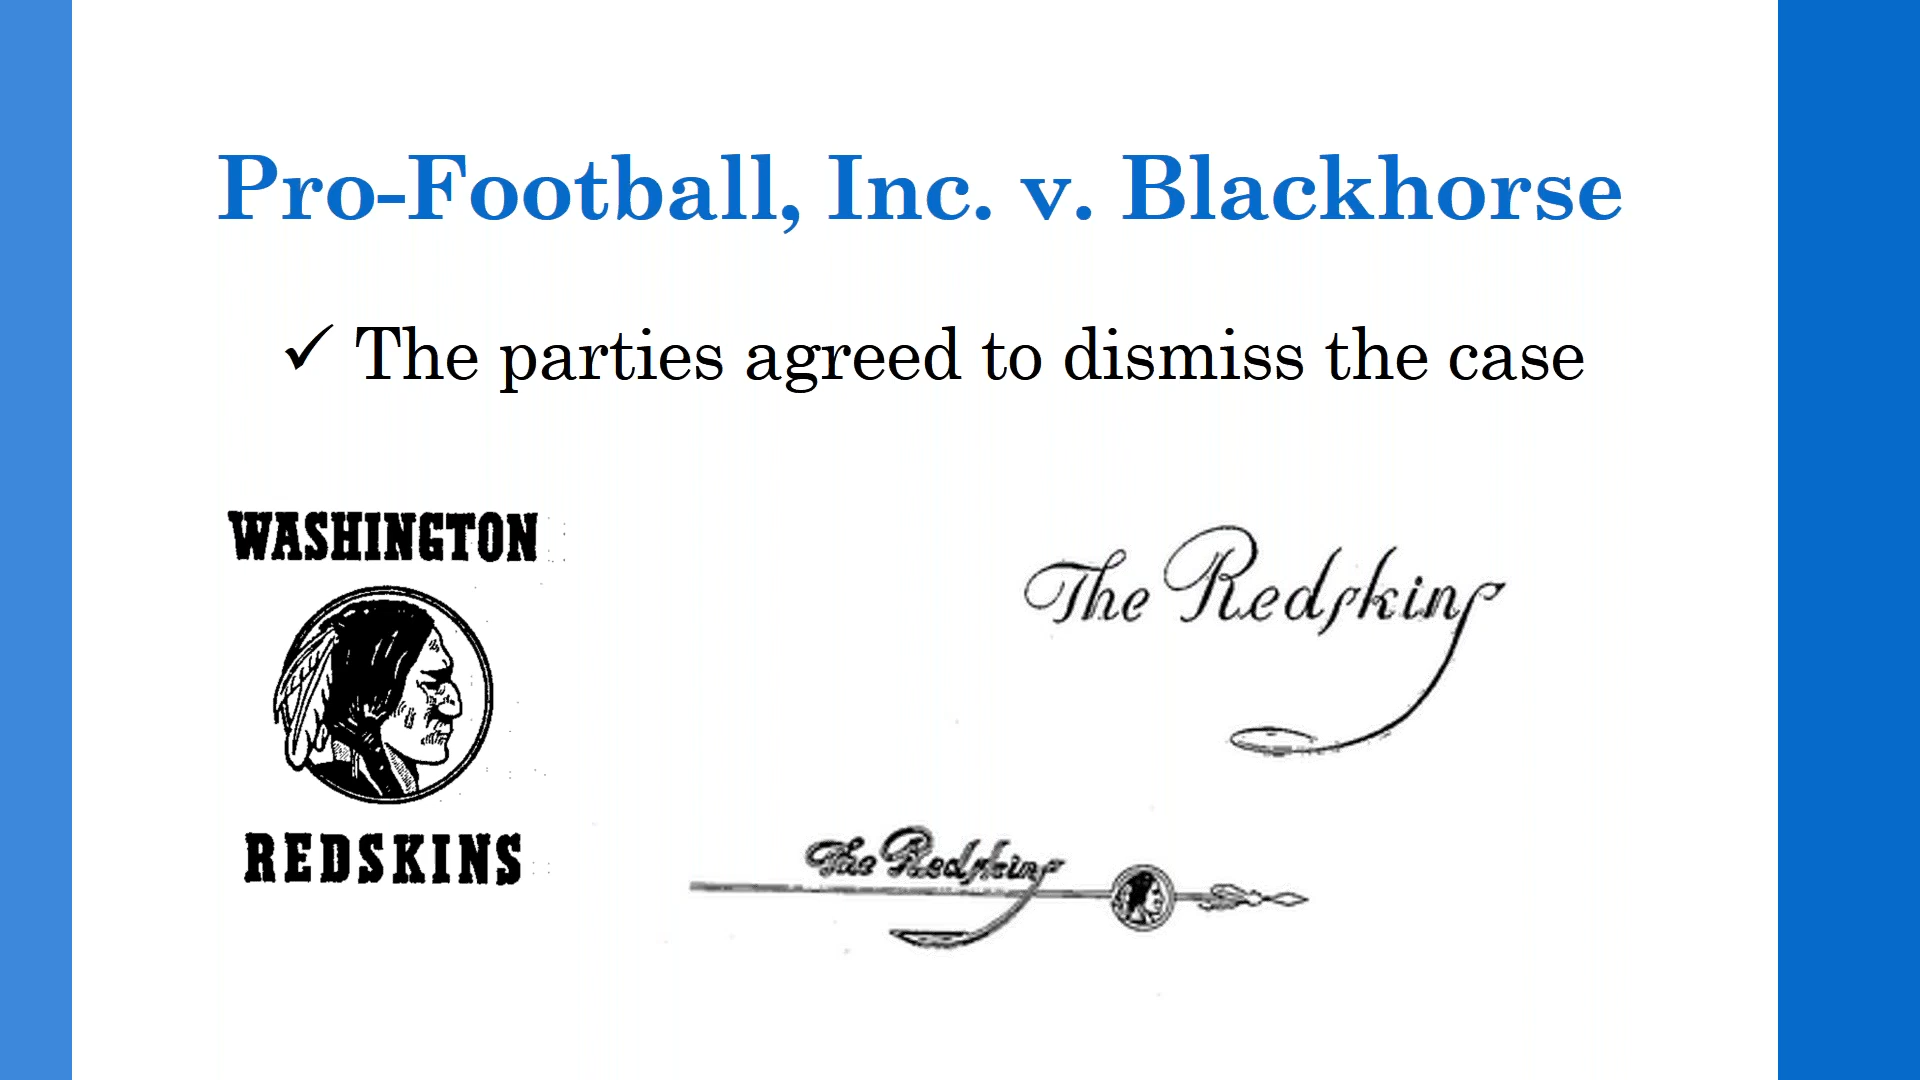 Pro-Football, Inc. v. Blackhorse
✓ The parties agreed to dismiss the case
WASHINGTON
REDSKINS
The Redskins
The Redskins